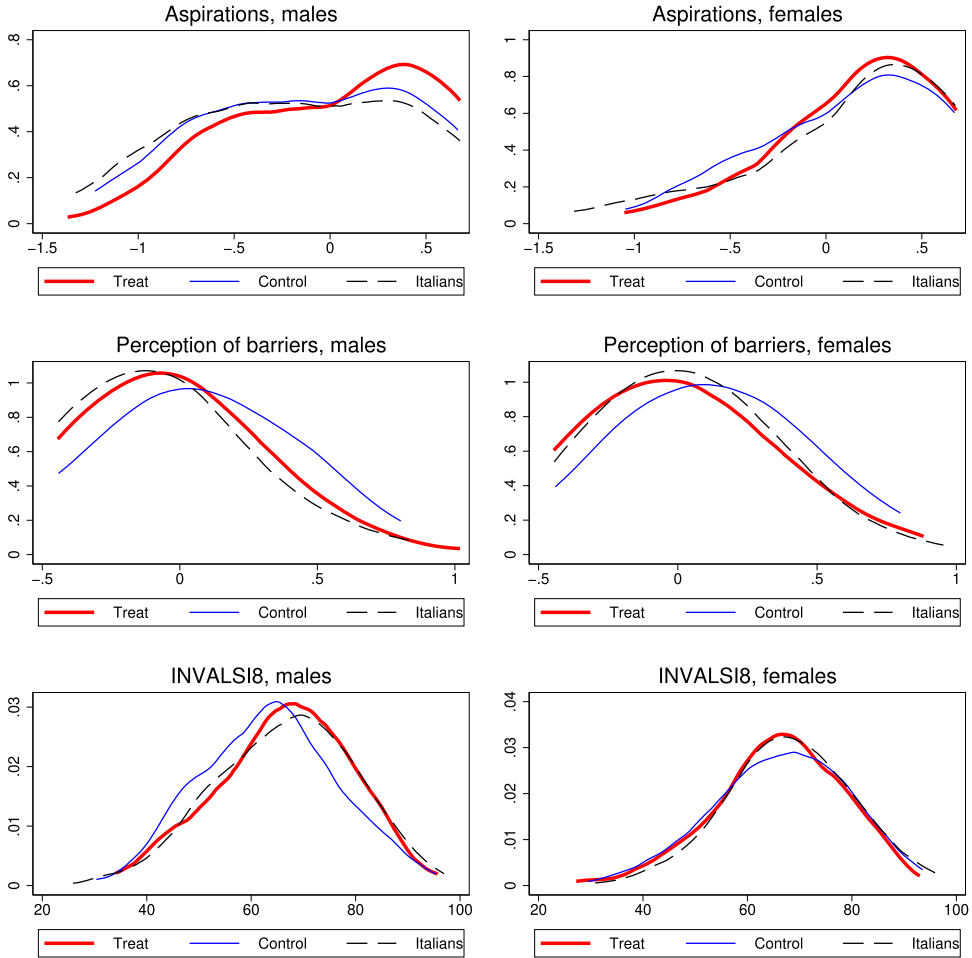 Aspirations, males
.8
.6
.4
.2
0
−1.5 −1 −.5 0 .5
Treat Control Italians
Aspirations, females
1
.8
.6
.4
.2
0
−1.5 −1 −.5 0 .5
Treat Control Italians
Perception of barriers, males
1
.8
.6
.4
.2
0
−.5 0 .5 1
Treat Control Italians
Perception of barriers, females
1
.8
.6
.4
.2
0
−.5 0 .5 1
Treat Control Italians
INVALSI8, males
.03
.02
.01
0
20 40 60 80 100
Treat Control Italians
INVALSI8, females
.04
.03
.02
.01
0
20 40 60 80 100
Treat Control Italians